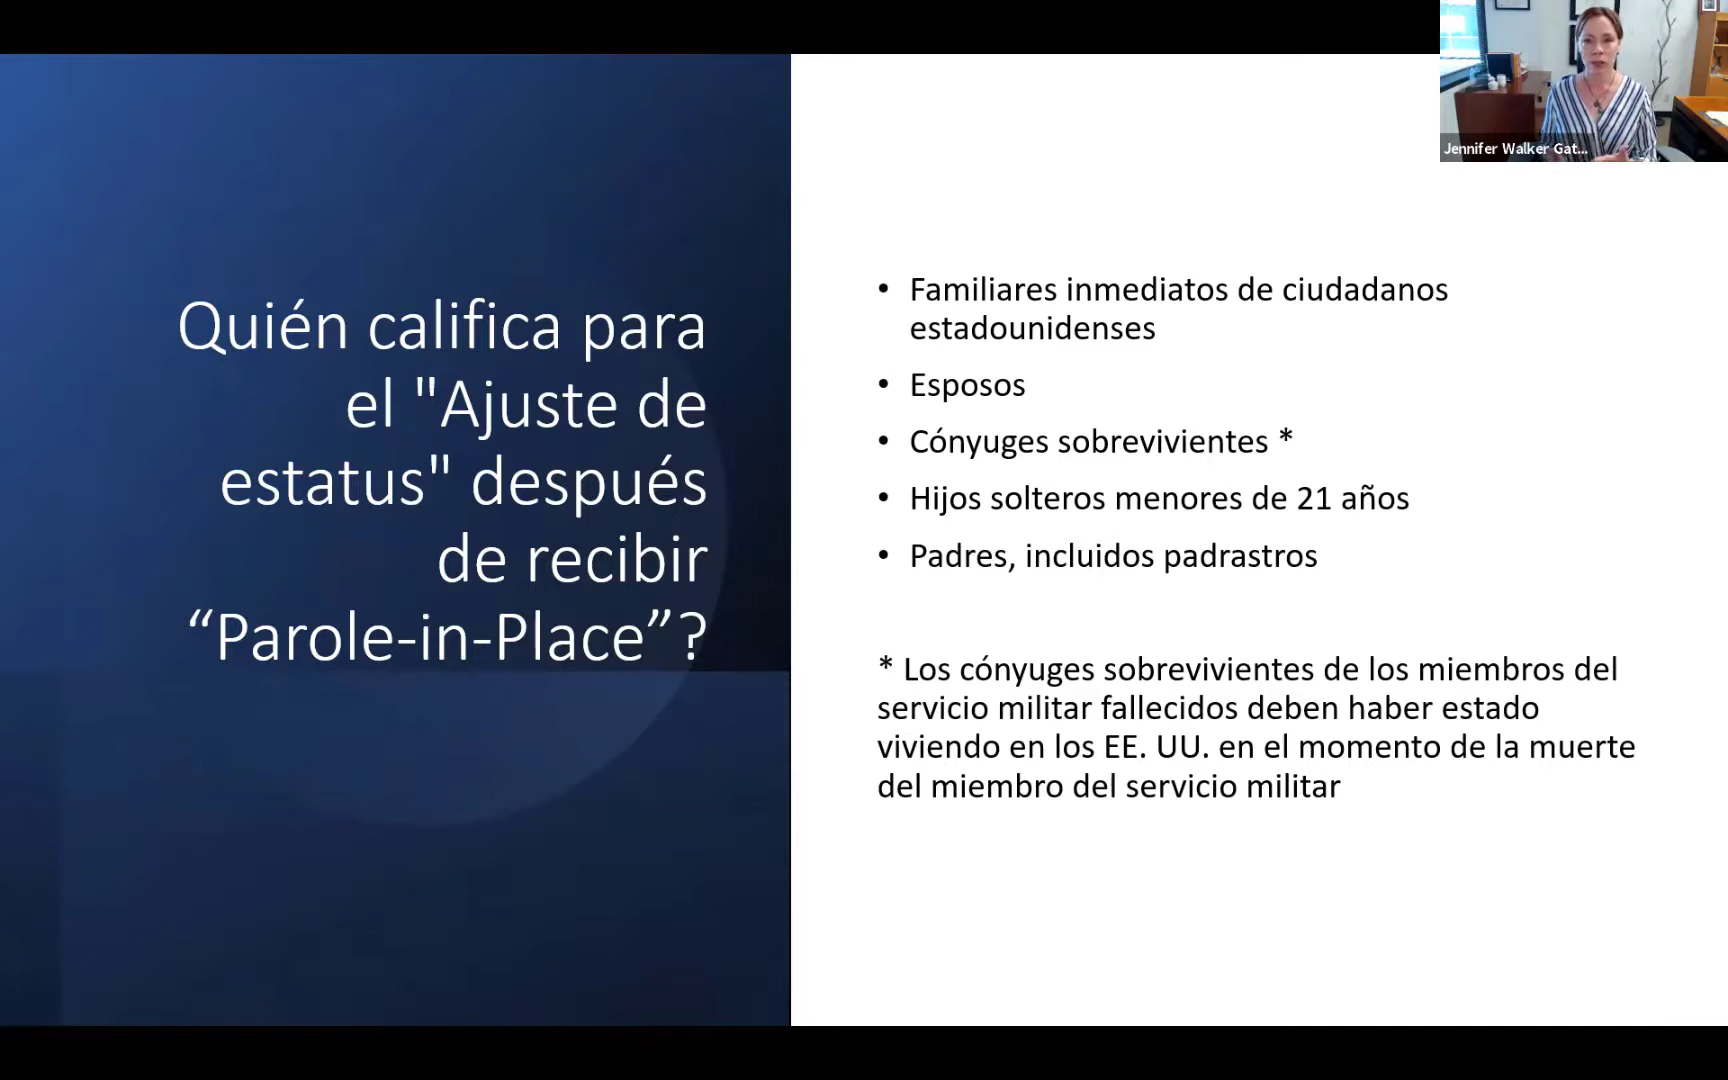 Jennifer Walker Gat...
Quién califica para
el "Ajuste de
estatus" después
de recibir
“Parole-in-Place”?
• Familiares inmediatos de ciudadanos
estadounidenses
• Esposos
• Cónyuges sobrevivientes *
• Hijos solteros menores de 21 años
• Padres, incluidos padrastros
* Los cónyuges sobrevivientes de los miembros del
servicio militar fallecidos deben haber estado
viviendo en los EE. UU. en el momento de la muerte
del miembro del servicio militar